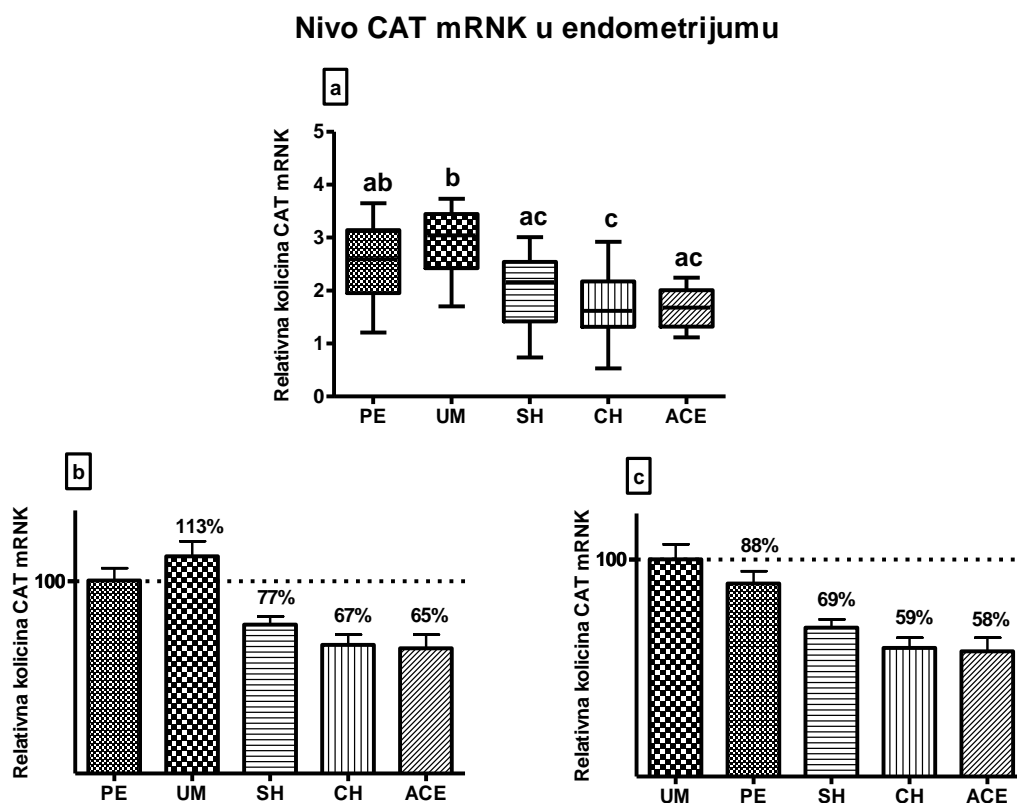 Nivo CAT mRNK u endometrijumu
a
Relativna kolicina CAT mRNK
5
4
3
2
1
0
ab
b
ac
c
ac
PE UM SH CH ACE
b
Relativna kolicina CAT mRNK
100
113%
77%
67%
65%
PE UM SH CH ACE
c
Relativna kolicina CAT mRNK
100
88%
69%
59%
58%
UM PE SH CH ACE